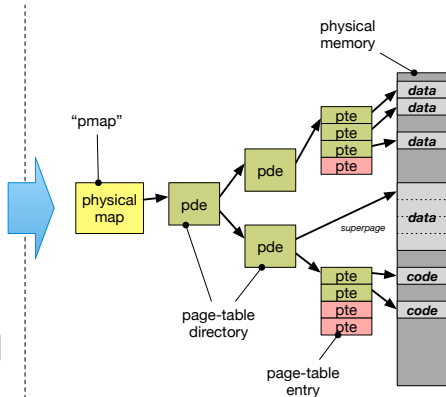 physical
memory
"pmap"
physical
map
pde
pde
pde
pte
pte
pte
pte
data
data
data
superpage
data
pte
pte
pte
pte
code
code
page-table
directory
page-table
entry